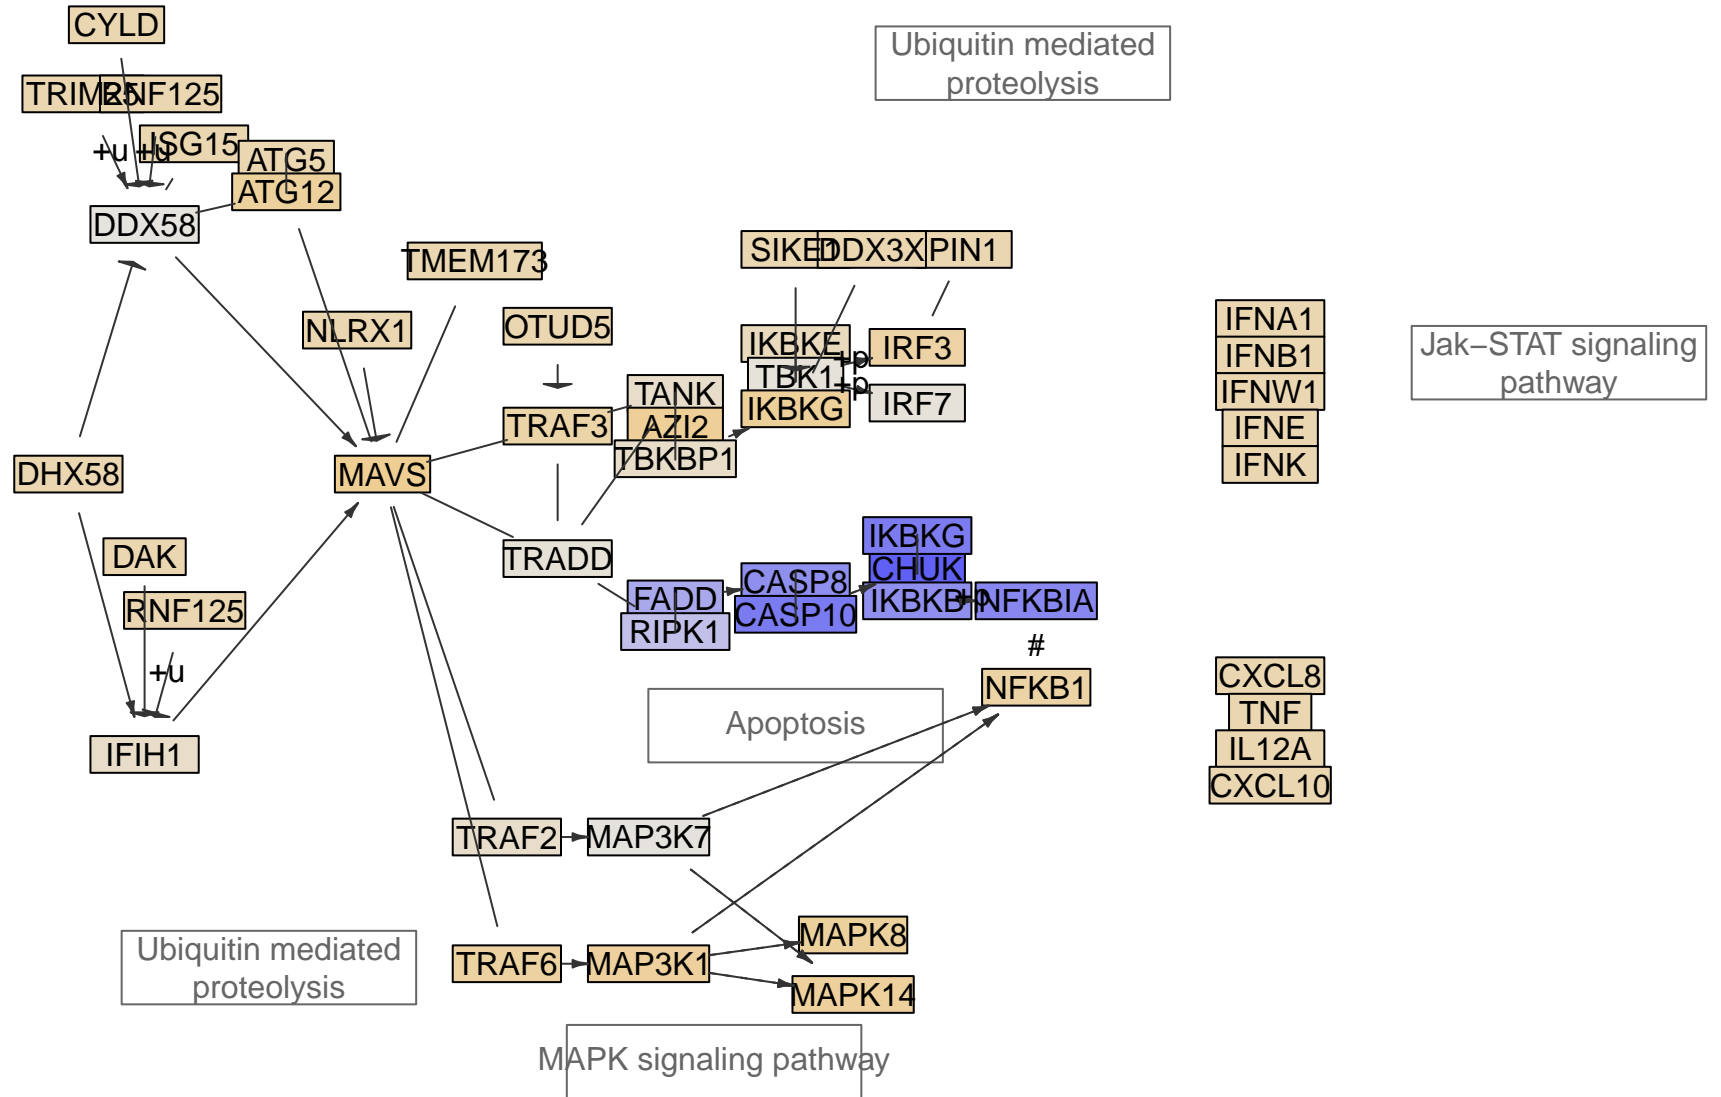 CYLD
Ubiquitin mediated
proteolysis
TRIM25
RNF125
ISG15
+u
+u
ATG5
ATG12
DDX58
TMEM173
SIKE1
DDX3X
PIN1
NLRX1
OTUD5
IKBKE
TBK1
IKBKG
+p
+p
IRF3
IRF7
IFNA1
IFNB1
IFNW1
IFNE
IFNK
Jak−STAT signaling
pathway
TANK
AZI2
TBKBP1
TRAF3
DHX58
MAVS
DAK
RNF125
+u
IFIH1
TRADD
FADD
RIPK1
CASP8
CASP10
IKBKG
CHUK
IKBKB
+p
NFKBIA
#
NFKB1
CXCL8
TNF
IL12A
CXCL10
Apoptosis
TRAF2
MAP3K7
TRAF6
MAP3K1
MAPK8
MAPK14
Ubiquitin mediated
proteolysis
MAPK signaling pathway